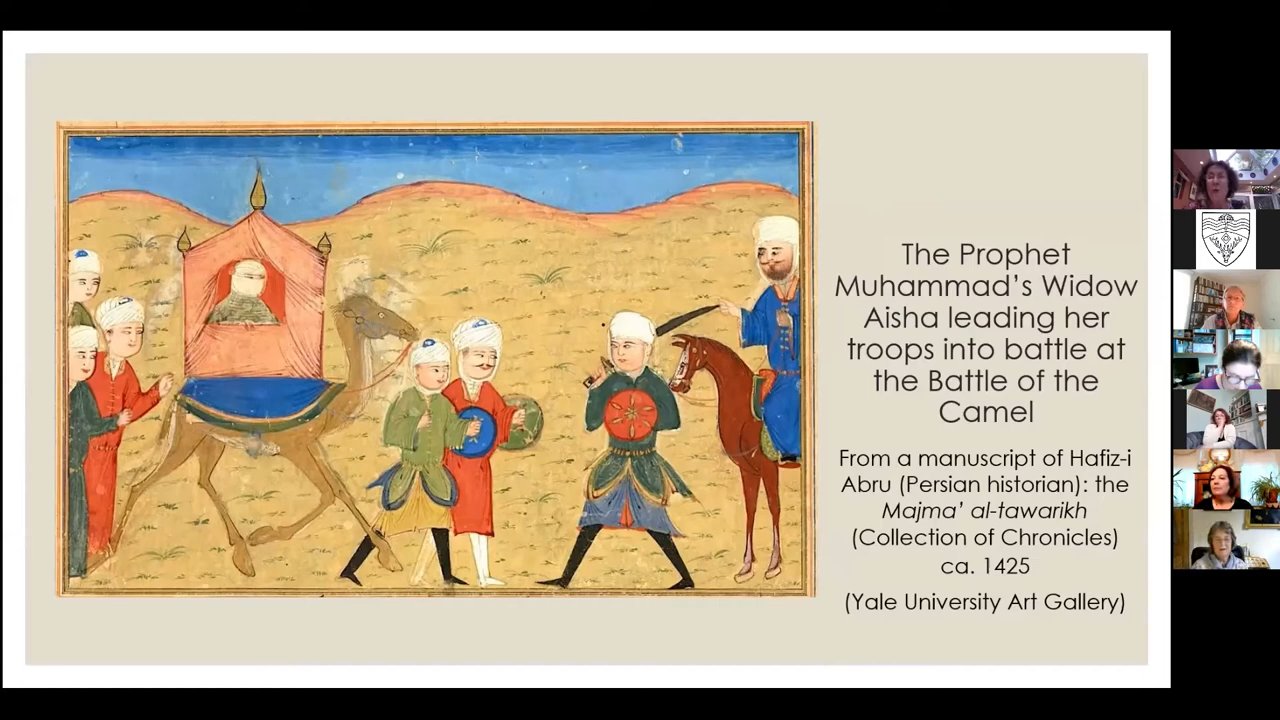 The Prophet
Muhammad’s Widow
Aisha leading her
troops into battle at
the Battle of the
Camel
From a manuscript of Hafiz-i
Abru (Persian historian): the
Majma’ al-tawarikh
(Collection of Chronicles)
ca. 1425
(Yale University Art Gallery)